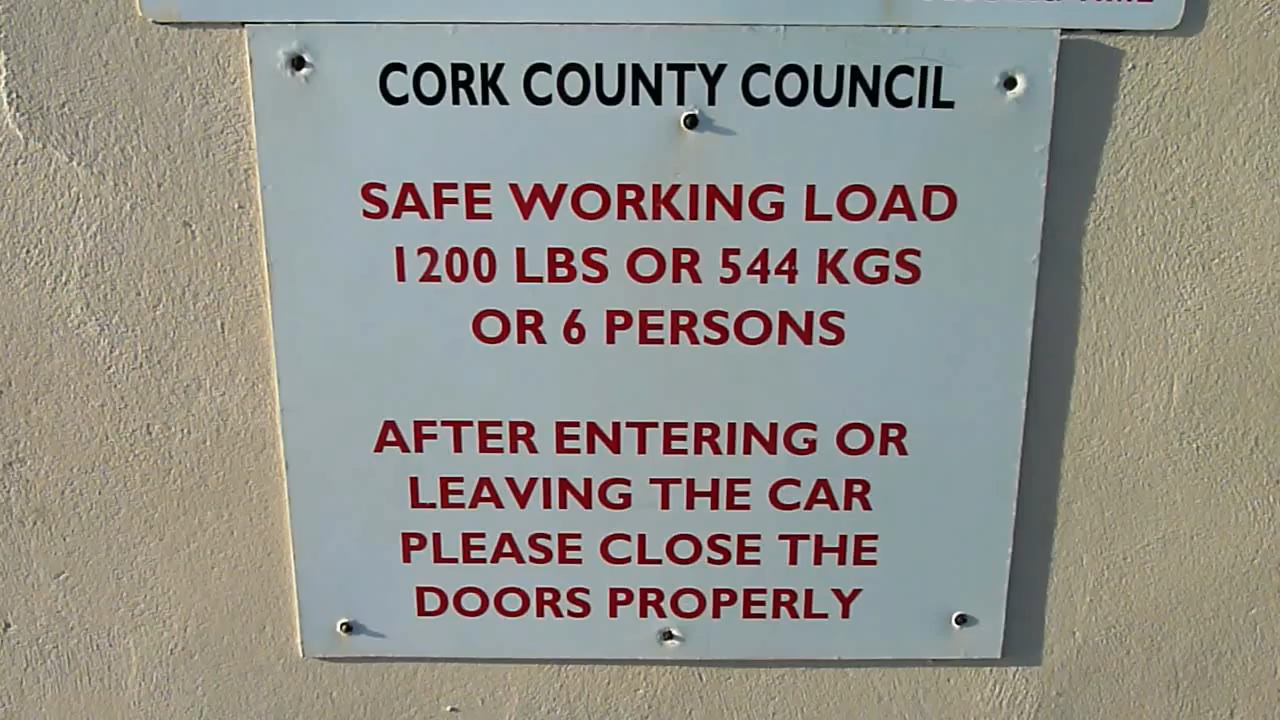 CORK COUNTY COUNCIL
SAFE WORKING LOAD
1200 LBS OR 544 KGS
OR 6 PERSONS
AFTER ENTERING OR
LEAVING THE CAR
PLEASE CLOSE THE
DOORS PROPERLY